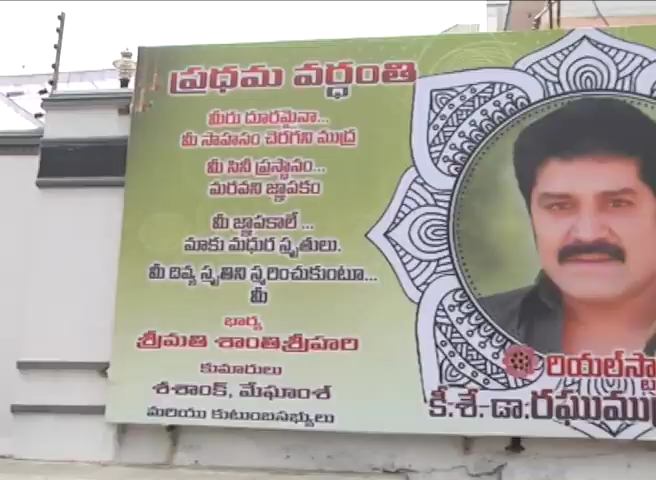 ప్రథమ వర్ధంతి
మీరు దూరమైనా...
మీ సాహసం చెరగని ముద్ర
మీ సినీ ప్రస్థానం...
మరవని జ్ఞాపకం
మీ జ్ఞాపకాలే ...
మాకు మధుర స్మృతులు.
మీ దివ్య స్మృతిని స్మరించుకుంటూ...
మీ
భార్య
శ్రీమతి శాంతిశ్రీహరి
కుమారులు
శశాంక్, మేఘాంశ్
మరియు కుటుంబసభ్యులు
రియల్‌స్టా
కీ.శే. డా.రఘుము